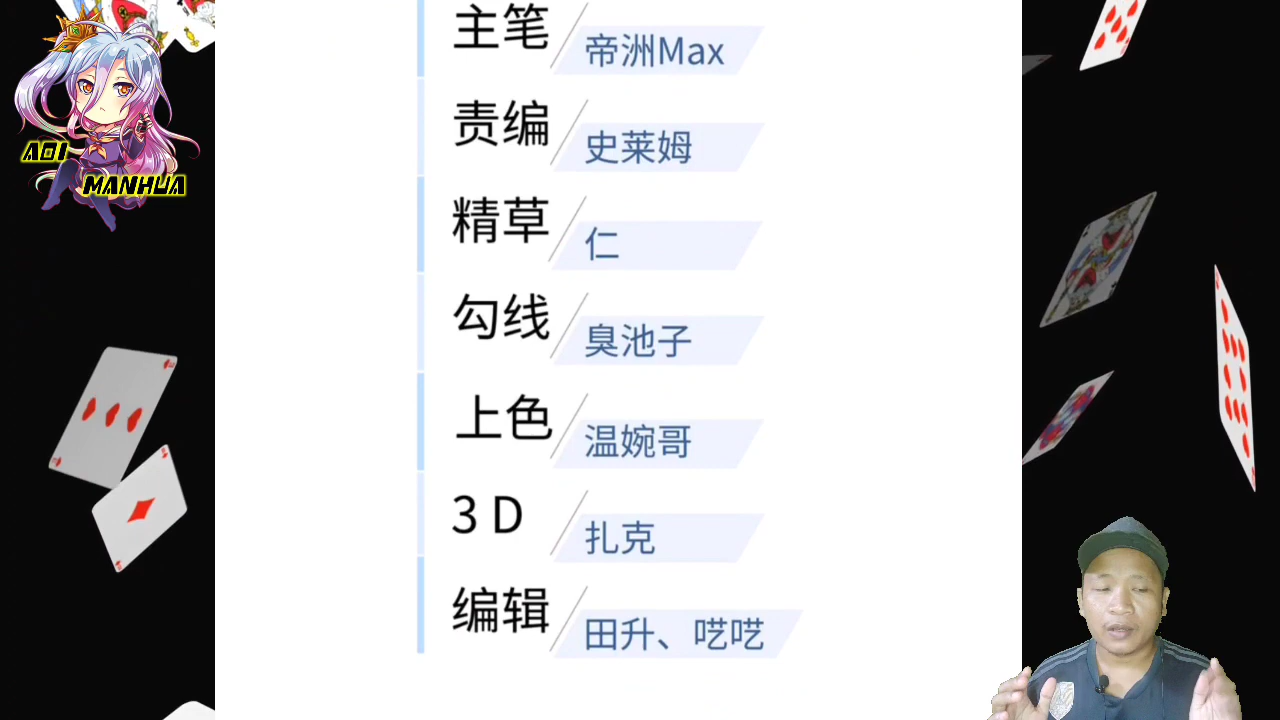 主笔
帝洲Max
责编
史莱姆
精草
仁
勾线
臭池子
上色
温婉哥
3D
扎克
编辑
田升、呓呓
AOI
MANHUA